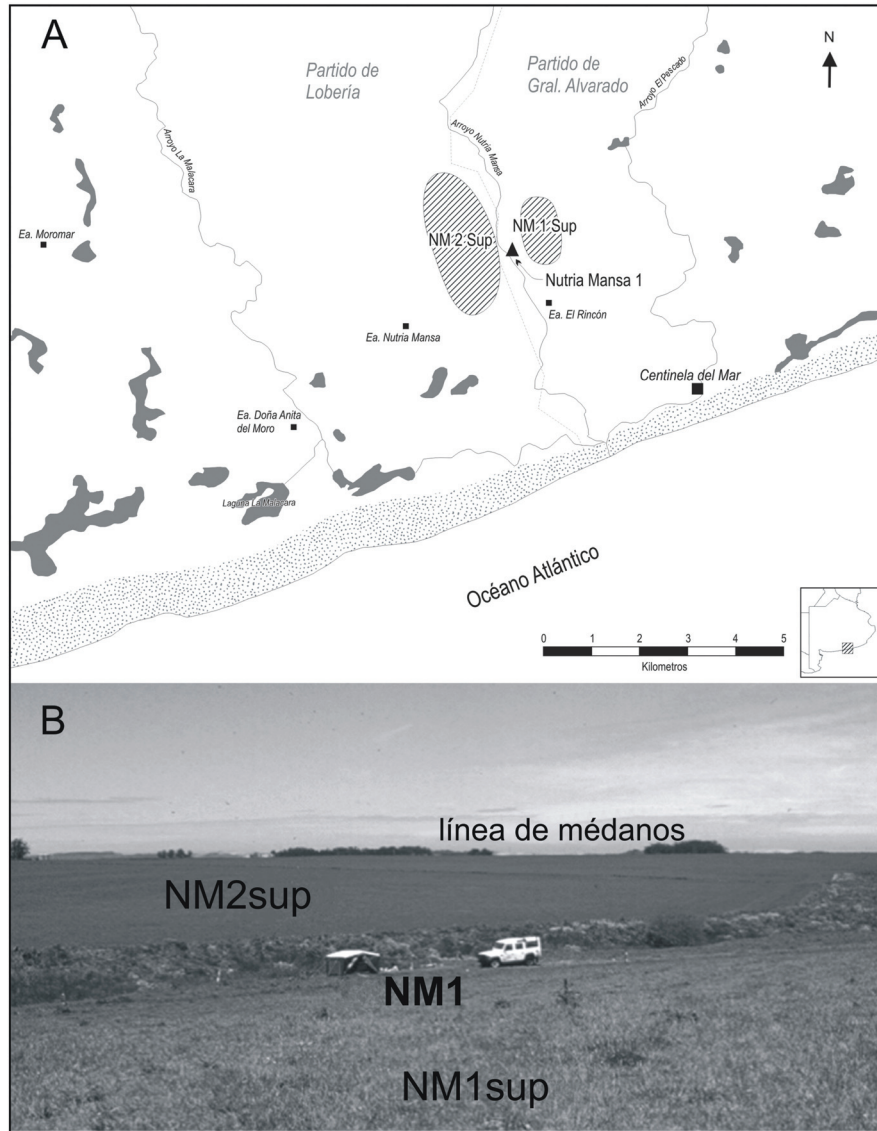 A
Partido de
Lobería
Partido de
Gral. Alvarado
N
Arroyo La Malacara
Arroyo Nutria Mansa
Arroyo El Pescado
Ea. Moromar
NM 2 Sup
NM 1 Sup
Nutria Mansa 1
Ea. El Rincón
Ea. Nutria Mansa
Centinela del Mar
Ea. Doña Anita
del Moro
Laguna La Malacara
Océano Atlántico
0 1 2 3 4 5
Kilometros
B
línea de médanos
NM2sup
NM1
NM1sup